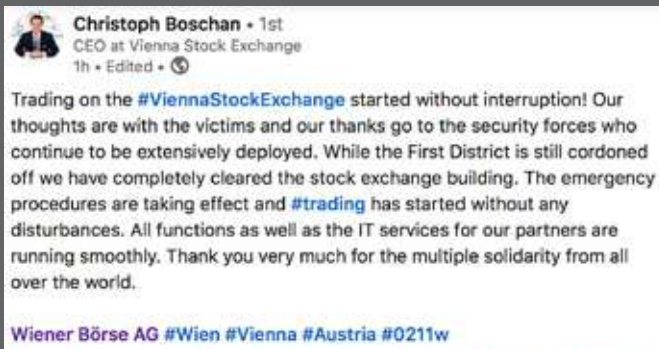 Christoph Boschan • 1st
CEO at Vienna Stock Exchange
1h • Edited •
Trading on the #ViennaStockExchange started without interruption! Our
thoughts are with the victims and our thanks go to the security forces who
continue to be extensively deployed. While the First District is still cordoned
off we have completely cleared the stock exchange building. The emergency
procedures are taking effect and #trading has started without any
disturbances. All functions as well as the IT services for our partners are
running smoothly. Thank you very much for the multiple solidarity from all
over the world.
Wiener Börse AG #Wien #Vienna #Austria #0211w